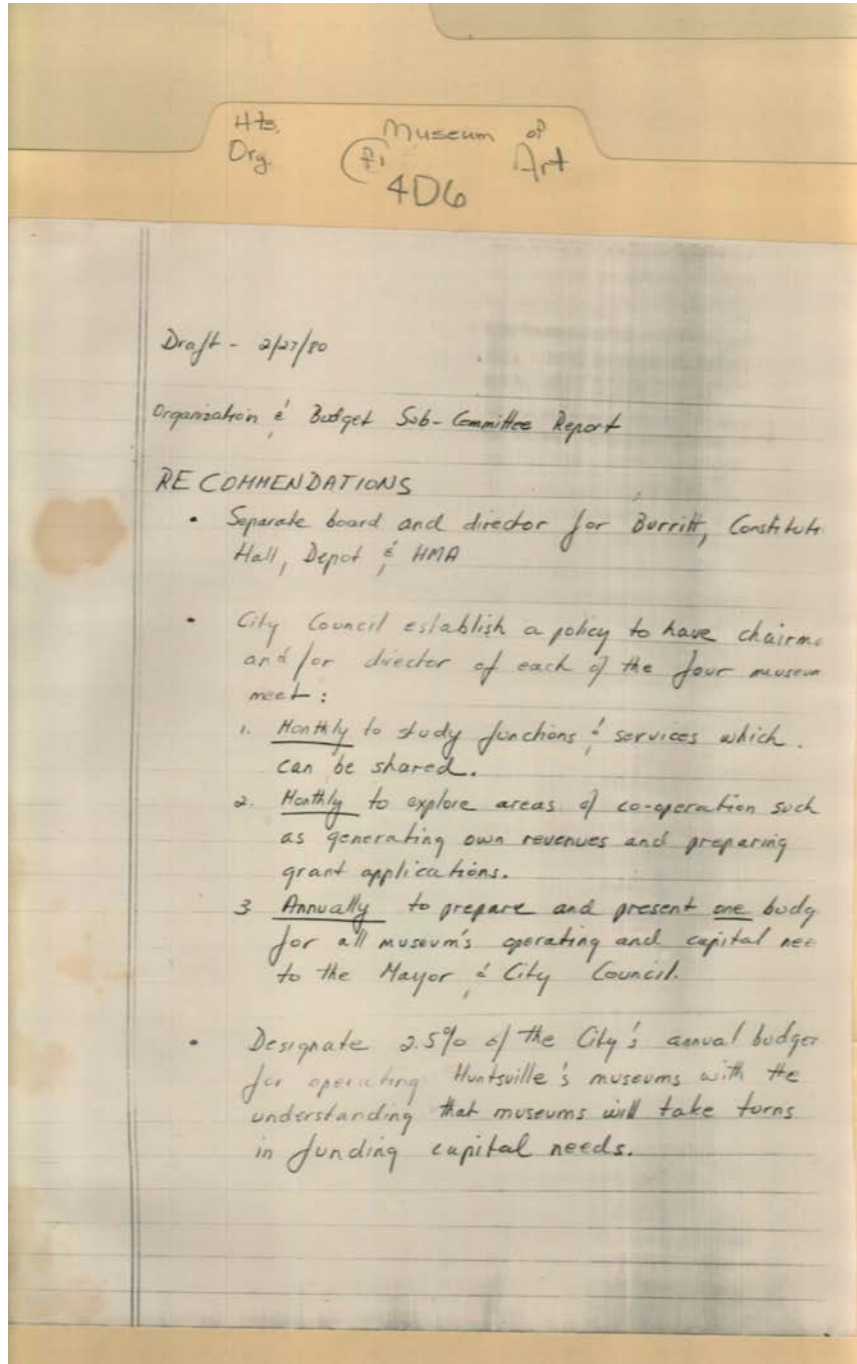 Hts, Museum of
Org. Art
4D6
Draft - 2/27/80
Organization & Budget Sub-Committee Report
RECOMMENDATIONS
• Separate board and director for Burritt, Constituti
Hall, Depot & HMA
• City Council establish a policy to have chairme
and/or director of each of the four museum
meet:
1. Monthly to study functions & services which
can be shared.
2. Monthly to explore areas of co-operation such
as generating own revenues and preparing
grant applications.
3 Annually to prepare and present one budg
for all museum's operating and capital nee
to the Mayor & City Council.
• Designate 2.5% of the City's annual budget
for operating Huntsville's museums with the
understanding that museums will take turns
in funding capital needs.